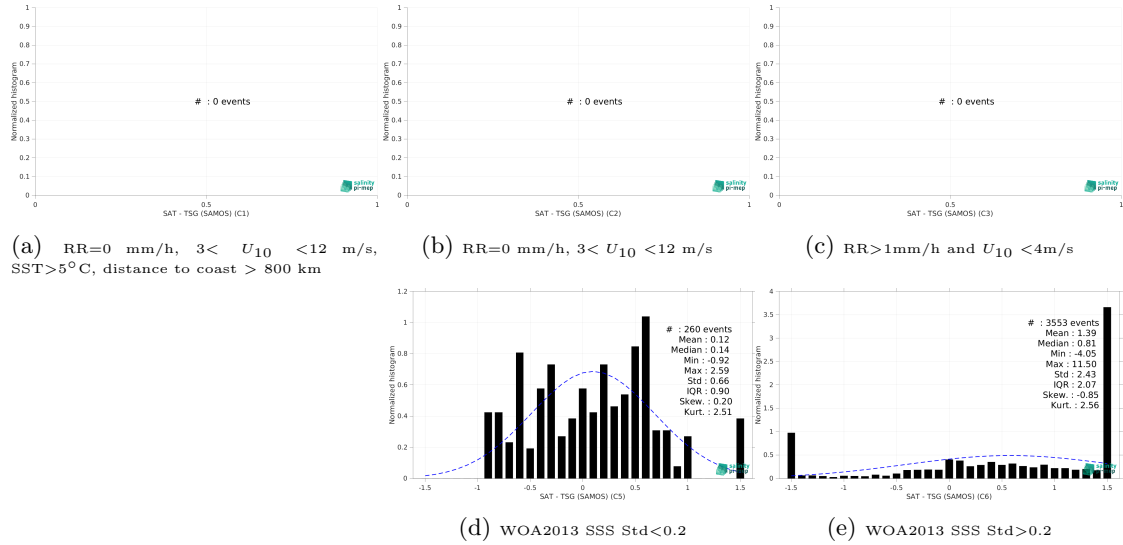 1
0.9
0.8
0.7
0.6
0.5
0.4
0.3
0.2
0.1
0
Normalized histogram
# : 0 events
salinity
pi-mep
0 0.5 1
SAT - TSG (SAMOS) (C1)
(a) RR=0 mm/h, 3< U10 <12 m/s,
SST>5°C, distance to coast > 800 km
1
0.9
0.8
0.7
0.6
0.5
0.4
0.3
0.2
0.1
0
Normalized histogram
# : 0 events
salinity
pi-mep
0 0.5 1
SAT - TSG (SAMOS) (C2)
(b) RR=0 mm/h, 3< U10 <12 m/s
1
0.9
0.8
0.7
0.6
0.5
0.4
0.3
0.2
0.1
0
Normalized histogram
# : 0 events
salinity
pi-mep
0 0.5 1
SAT - TSG (SAMOS) (C3)
(c) RR>1mm/h and U10 <4m/s
1.2
1
0.8
0.6
0.4
0.2
0
Normalized histogram
# : 260 events
Mean : 0.12
Median : 0.14
Min : -0.92
Max : 2.59
Std : 0.66
IQR : 0.90
Skew. : 0.20
Kurt. : 2.51
salinity
pi-mep
-1.5 -1 -0.5 0 0.5 1 1.5
SAT - TSG (SAMOS) (C5)
(d) WOA2013 SSS Std<0.2
4
3.5
3
2.5
2
1.5
1
0.5
0
Normalized histogram
# : 3553 events
Mean : 1.39
Median : 0.81
Min : -4.05
Max : 11.50
Std : 2.43
IQR : 2.07
Skew. : -0.85
Kurt. : 2.56
-1.5 -1 -0.5 0 0.5 1 1.5
SAT - TSG (SAMOS) (C6)
(e) WOA2013 SSS Std>0.2